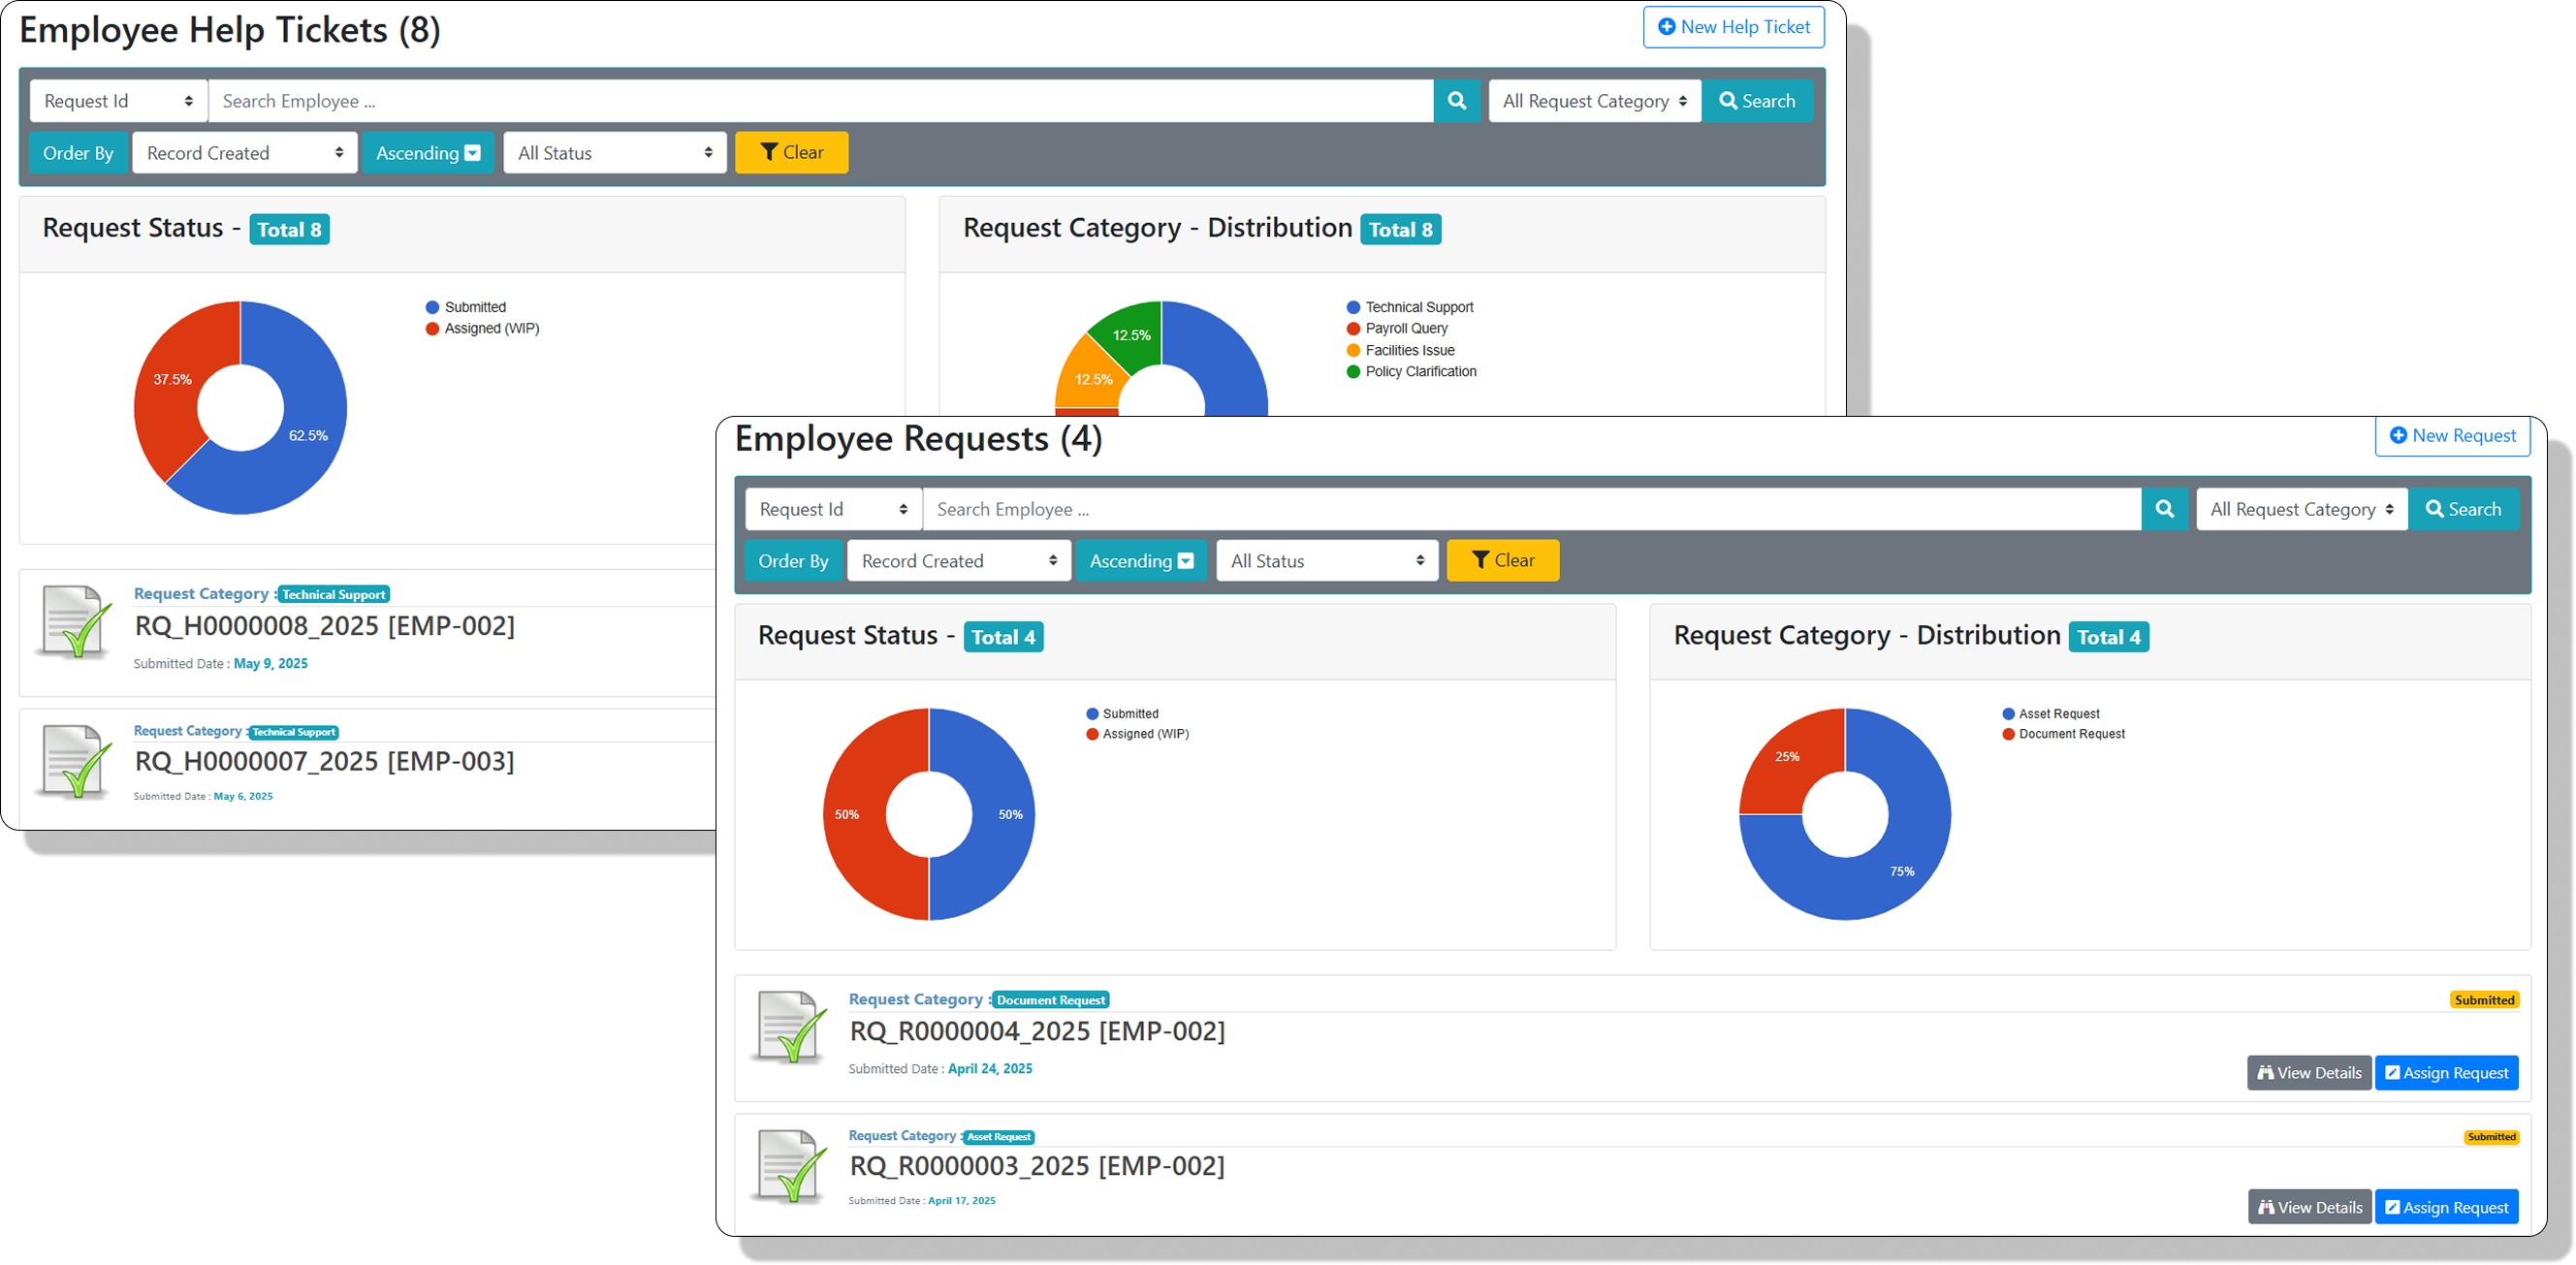 Employee Help Tickets (8)
New Help Ticket
Request Id
Search Employee ...
All Request Category
Search
Order By
Record Created
Ascending
All Status
Clear
Request Status - Total 8
Submitted
Assigned (WIP)
37.5%
62.5%
Request Category - Distribution Total 8
Technical Support
Payroll Query
Facilities Issue
Policy Clarification
12.5%
12.5%
Request Category : Technical Support
RQ_H0000008_2025 [EMP-002]
Submitted Date : May 9, 2025
Request Category : Technical Support
RQ_H0000007_2025 [EMP-003]
Submitted Date : May 6, 2025
Employee Requests (4)
New Request
Request Id
Search Employee ...
All Request Category
Search
Order By
Record Created
Ascending
All Status
Clear
Request Status - Total 4
Submitted
Assigned (WIP)
50%
50%
Request Category - Distribution Total 4
Asset Request
Document Request
25%
75%
Request Category : Document Request
Submitted
RQ_R0000004_2025 [EMP-002]
Submitted Date : April 24, 2025
View Details
Assign Request
Request Category : Asset Request
Submitted
RQ_R0000003_2025 [EMP-002]
Submitted Date : April 17, 2025
View Details
Assign Request